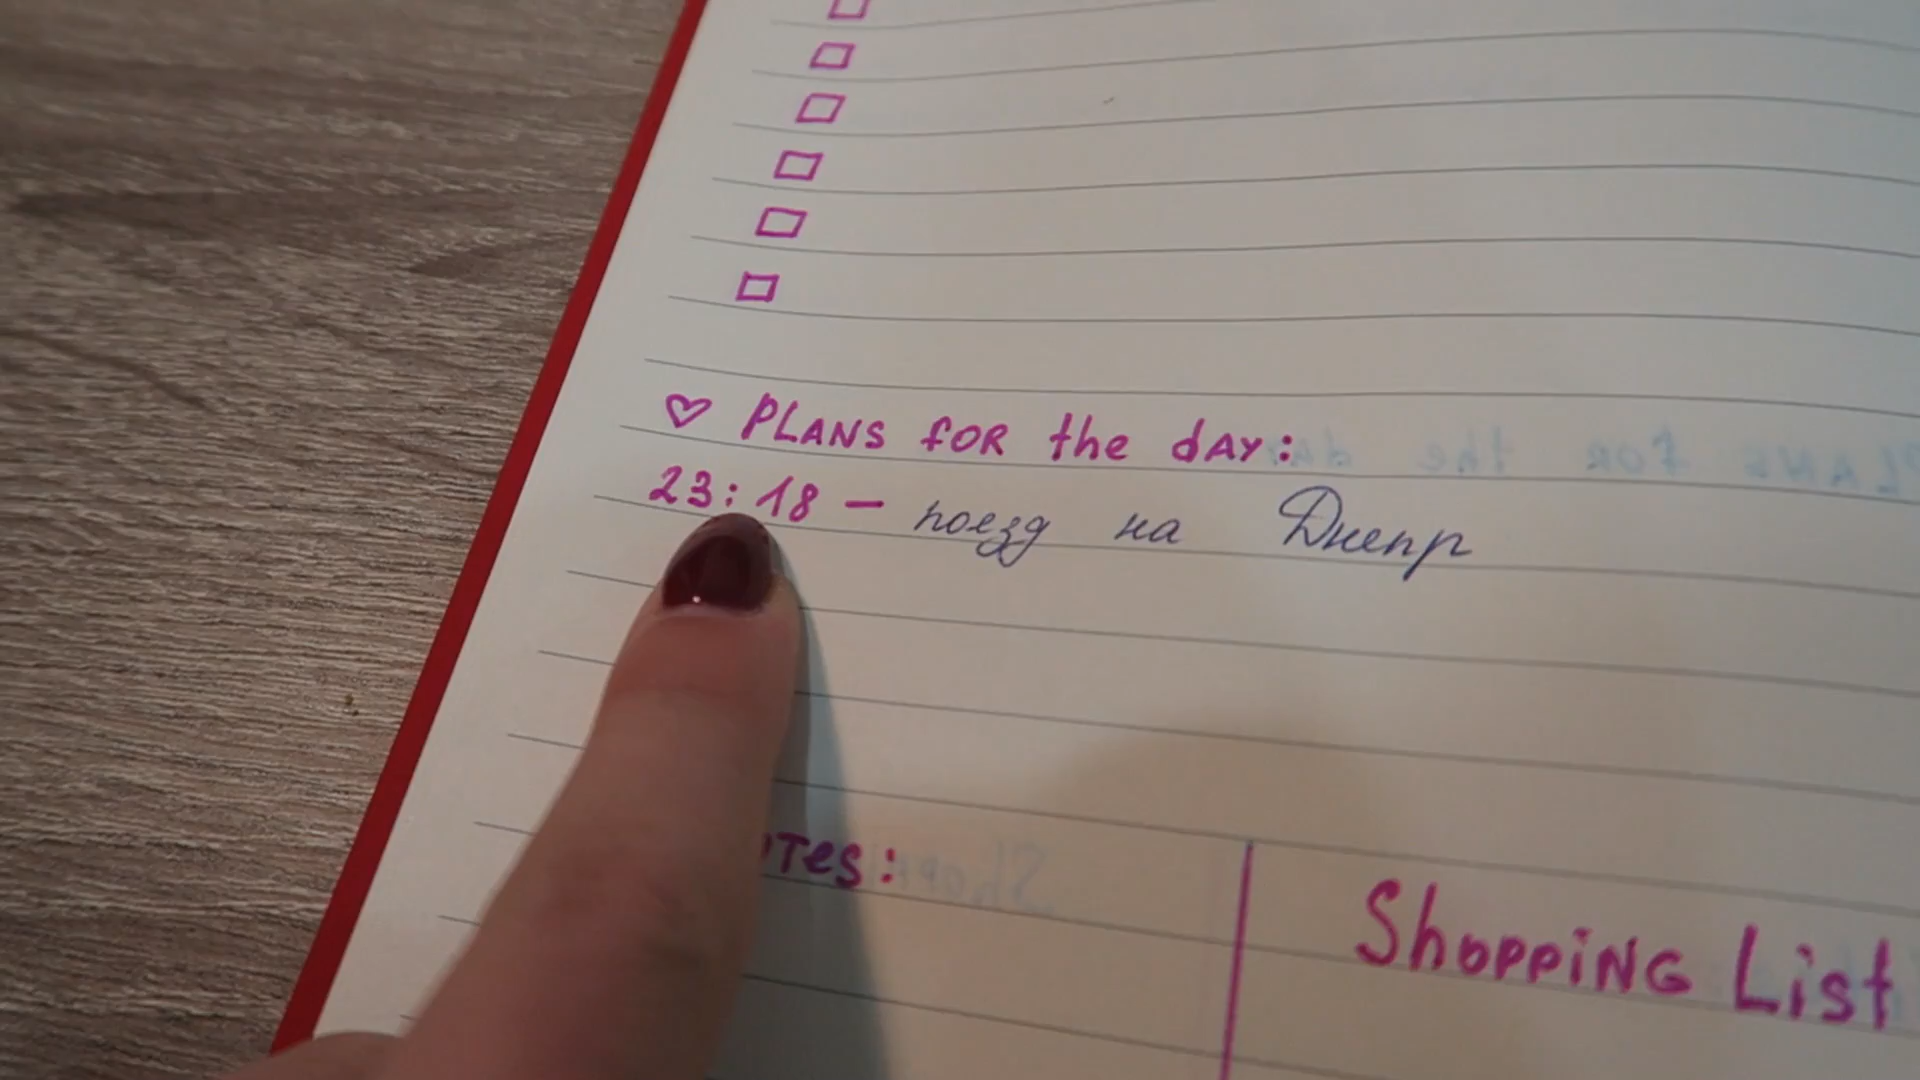 ♡ PLANS FOR the dAY:
23:18 – поезд на Днепр
Shopping List